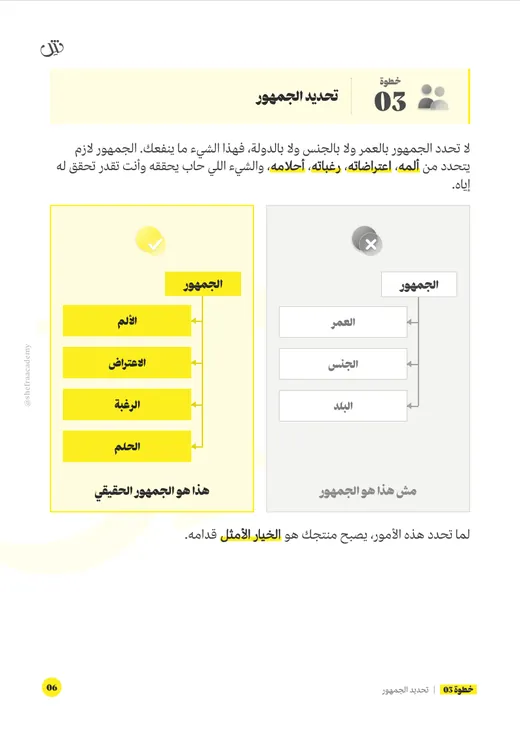 خطوة
03
تحديد الجمهور
لا تحدد الجمهور بالعمر ولا بالجنس ولا بالدولة، فهذا الشيء ما ينفعك. الجمهور لازم
يتحدد من ألمه، اعتراضاته، رغباته، أحلامه، والشيء اللي حاب يحققه وأنت تقدر تحقق له
إياه.
الجمهور
العمر
الجنس
البلد
مش هذا هو الجمهور
الجمهور
الألم
الاعتراض
الرغبة
الحلم
هذا هو الجمهور الحقيقي
لما تحدد هذه الأمور، يصبح منتجك هو الخيار الأمثل قدامه.
@shefraacademy
خطوة 03 | تحديد الجمهور
06